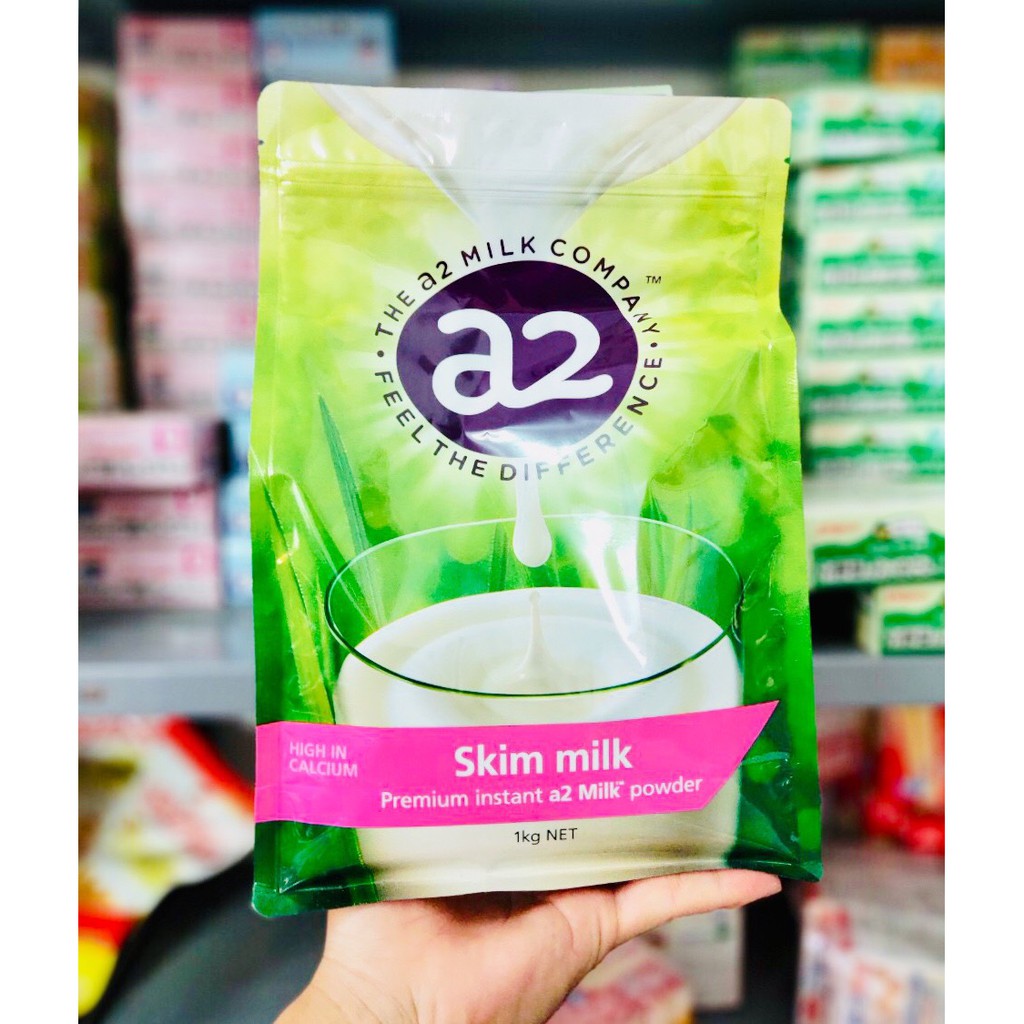 THE a2 MILK COMPANY™
a2
• FEEL THE DIFFERENCE •
HIGH IN
CALCIUM
Skim milk
Premium instant a2 Milk™ powder
1kg NET